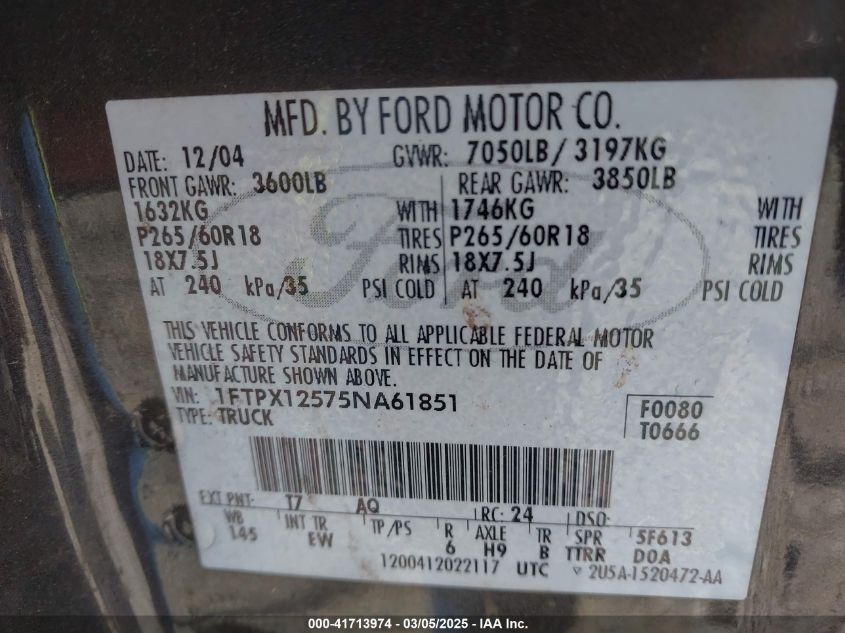 MFD. BY FORD MOTOR CO.
DATE: 12/04 GVWR: 7050LB/ 3197KG
FRONT GAWR: 3600LB REAR GAWR: 3850LB
1632KG WITH 1746KG WITH
P265/60R18 TIRES P265/60R18 TIRES
18X7.5J RIMS 18X7.5J RIMS
AT 240 kPa/35 PSI COLD AT 240 kPa/35 PSI COLD
Ford
THIS VEHICLE CONFORMS TO ALL APPLICABLE FEDERAL MOTOR
VEHICLE SAFETY STANDARDS IN EFFECT ON THE DATE OF
MANUFACTURE SHOWN ABOVE.
VIN: 1FTPX12575NA61851
TYPE: TRUCK
F0080
T0666
EXT PNT: T7 AQ RC: 24 DSO:
WB INT TR TP/PS R AXLE TR SPR 5F613
145 EW 6 H9 B TTRR DOA
1200412022117 UTC 2U5A-1520472-AA
000-41713974 - 03/05/2025 - IAA Inc.